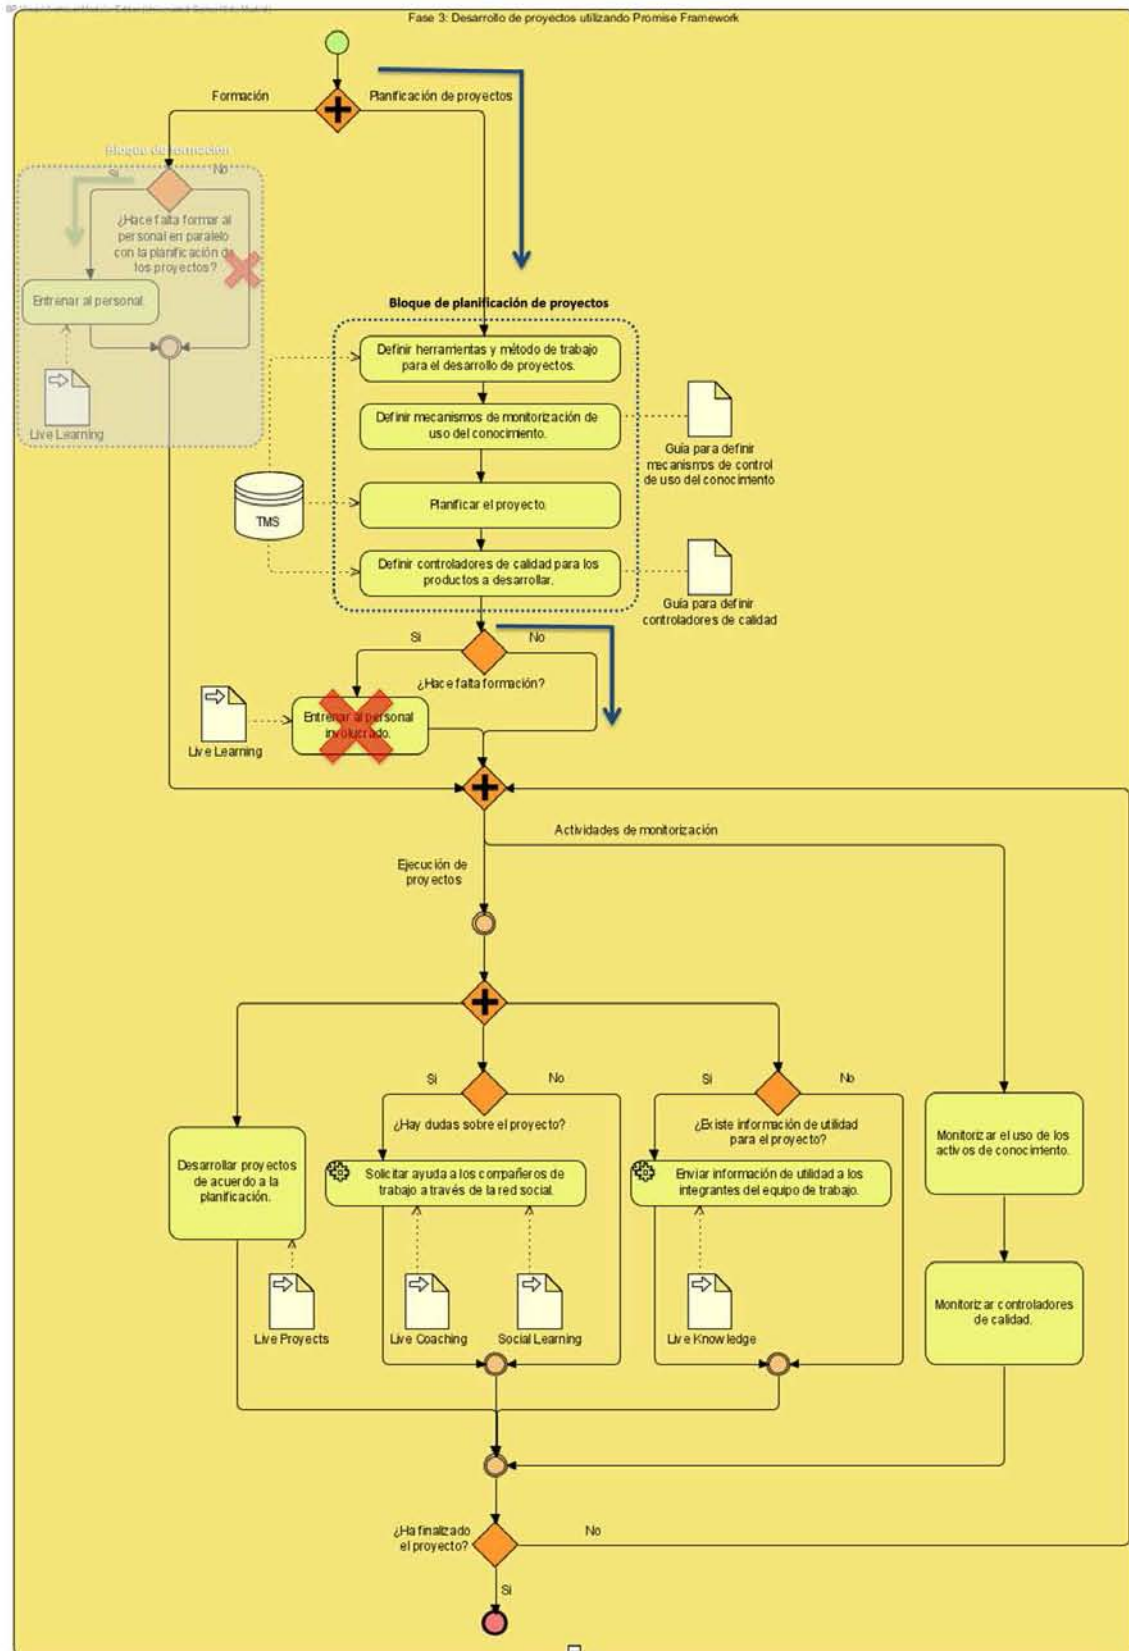 Fase 3: Desarrollo de proyectos utilizando Promise Framework
Formación
Planificación de proyectos
Bloque de formación
Si
No
¿Hace falta formar al
personal en paralelo
con la planificación de
los proyectos?
Entrenar al personal.
Live Learning
Bloque de planificación de proyectos
Definir herramientas y método de trabajo
para el desarrollo de proyectos.
Definir mecanismos de monitorización de
uso del conocimiento.
Guía para definir
mecanismos de control
de uso del conocimiento
Planificar el proyecto.
TMS
Definir controladores de calidad para los
productos a desarrollar.
Guía para definir
controladores de calidad
Si
No
¿Hace falta formación?
Entrenar al personal
involucrado.
Live Learning
Actividades de monitorización
Ejecución de
proyectos
Si
No
Si
No
¿Hay dudas sobre el proyecto?
¿Existe información de utilidad
para el proyecto?
Desarrollar proyectos
de acuerdo a la
planificación.
Solicitar ayuda a los compañeros de
trabajo a través de la red social.
Enviar información de utilidad a los
integrantes del equipo de trabajo.
Monitorizar el uso de los
activos de conocimiento.
Live Proyects
Live Coaching
Social Learning
Live Knowledge
Monitorizar controladores
de calidad.
¿Ha finalizado
el proyecto?
No
Si